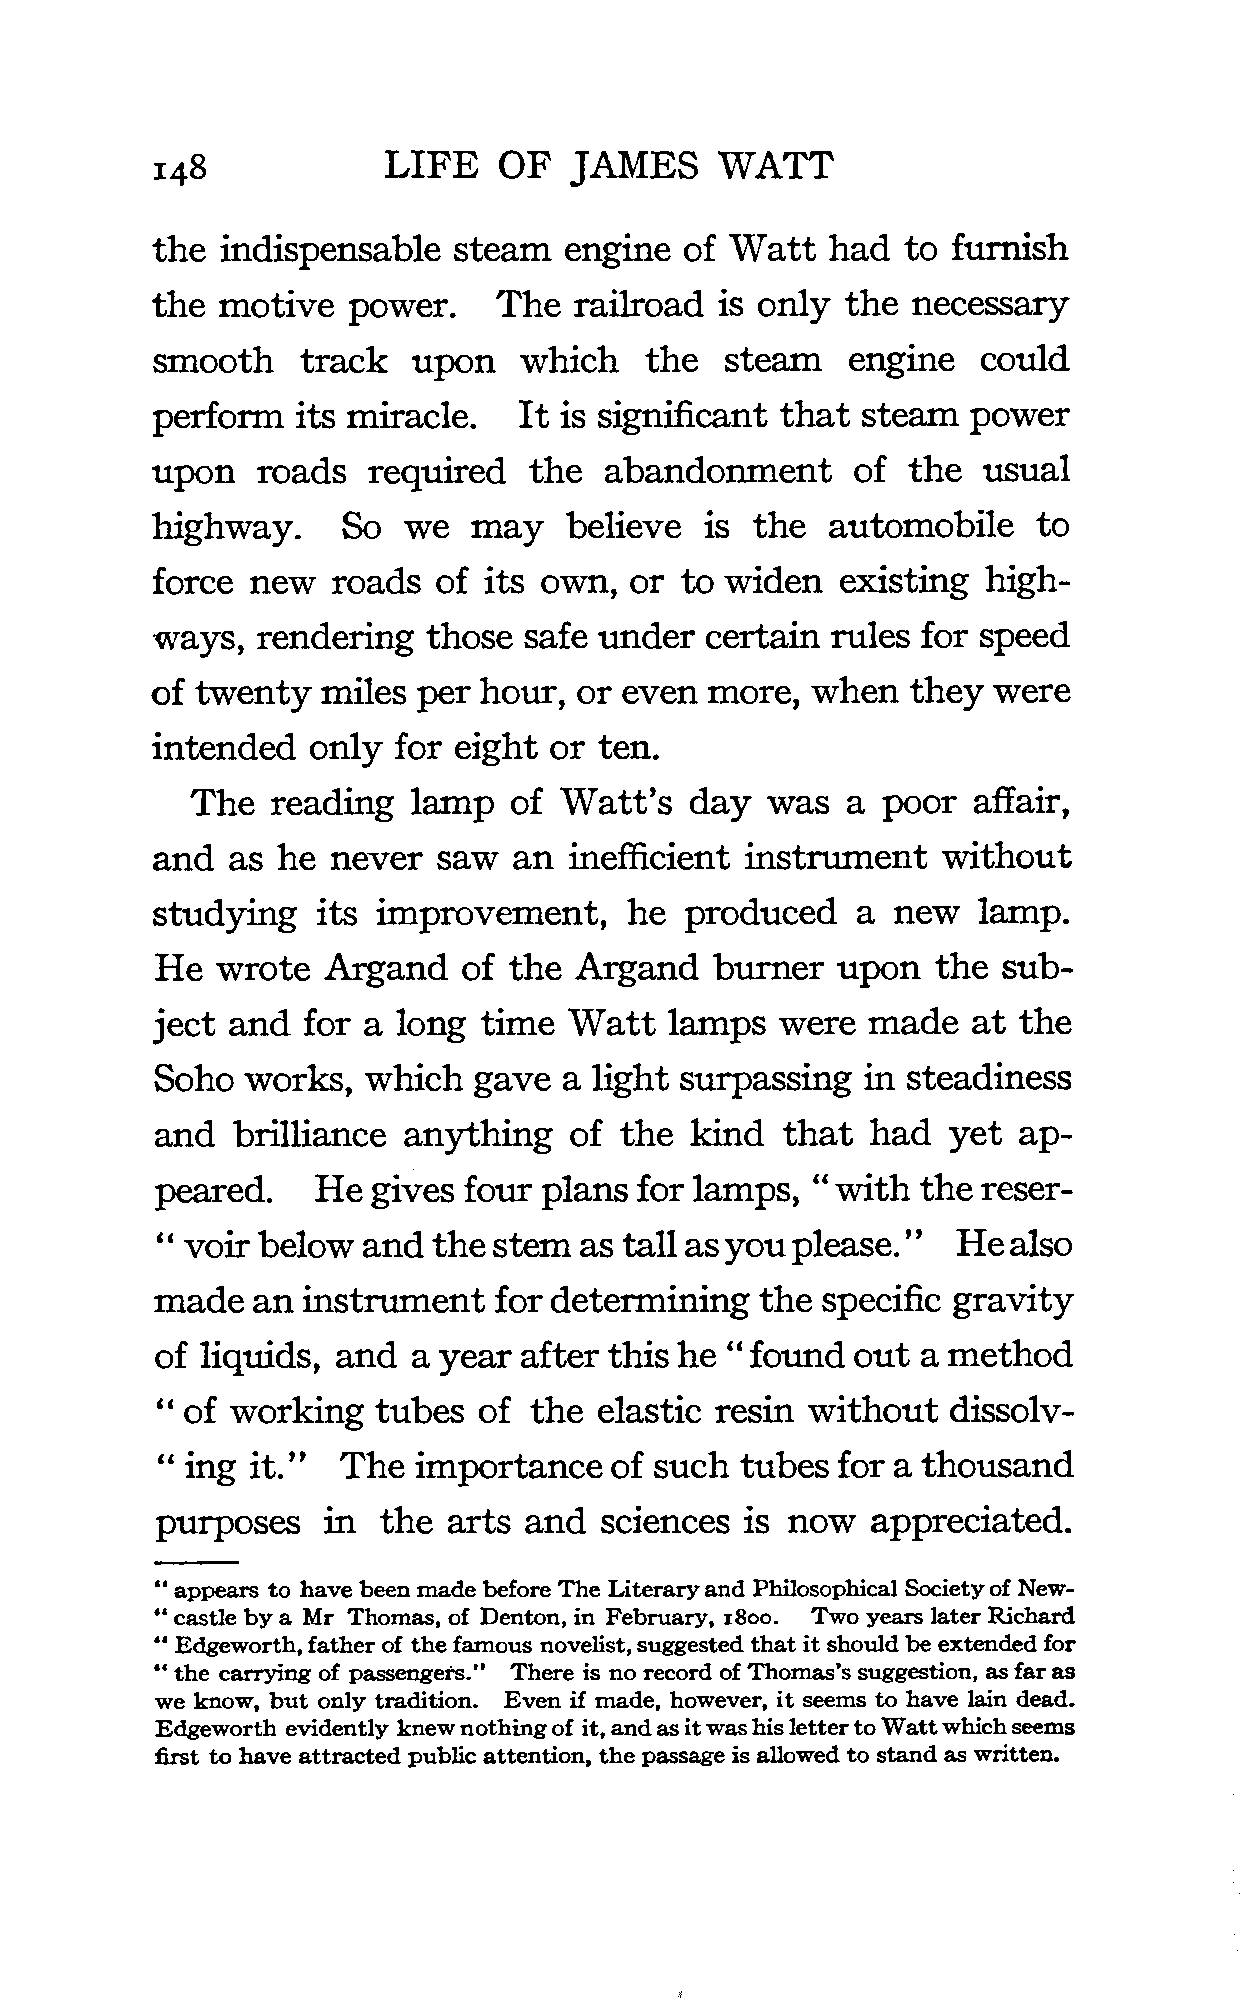 148 LIFE OF JAMES WATT
the indispensable steam engine of Watt had to furnish
the motive power. The railroad is only the necessary
smooth track upon which the steam engine could
perform its miracle. It is significant that steam power
upon roads required the abandonment of the usual
highway. So we may believe is the automobile to
force new roads of its own, or to widen existing high-
ways, rendering those safe under certain rules for speed
of twenty miles per hour, or even more, when they were
intended only for eight or ten.
The reading lamp of Watt's day was a poor affair,
and as he never saw an inefficient instrument without
studying its improvement, he produced a new lamp.
He wrote Argand of the Argand burner upon the sub-
ject and for a long time Watt lamps were made at the
Soho works, which gave a light surpassing in steadiness
and brilliance anything of the kind that had yet ap-
peared. He gives four plans for lamps, "with the reser-
"voir below and the stem as tall as you please." He also
made an instrument for determining the specific gravity
of liquids, and a year after this he "found out a method
"of working tubes of the elastic resin without dissolv-
"ing it." The importance of such tubes for a thousand
purposes in the arts and sciences is now appreciated.
"appears to have been made before The Literary and Philosophical Society of New-
"castle by a Mr Thomas, of Denton, in February, 1800. Two years later Richard
"Edgeworth, father of the famous novelist, suggested that it should be extended for
"the carrying of passengers." There is no record of Thomas's suggestion, as far as
we know, but only tradition. Even if made, however, it seems to have lain dead.
Edgeworth evidently knew nothing of it, and as it was his letter to Watt which seems
first to have attracted public attention, the passage is allowed to stand as written.